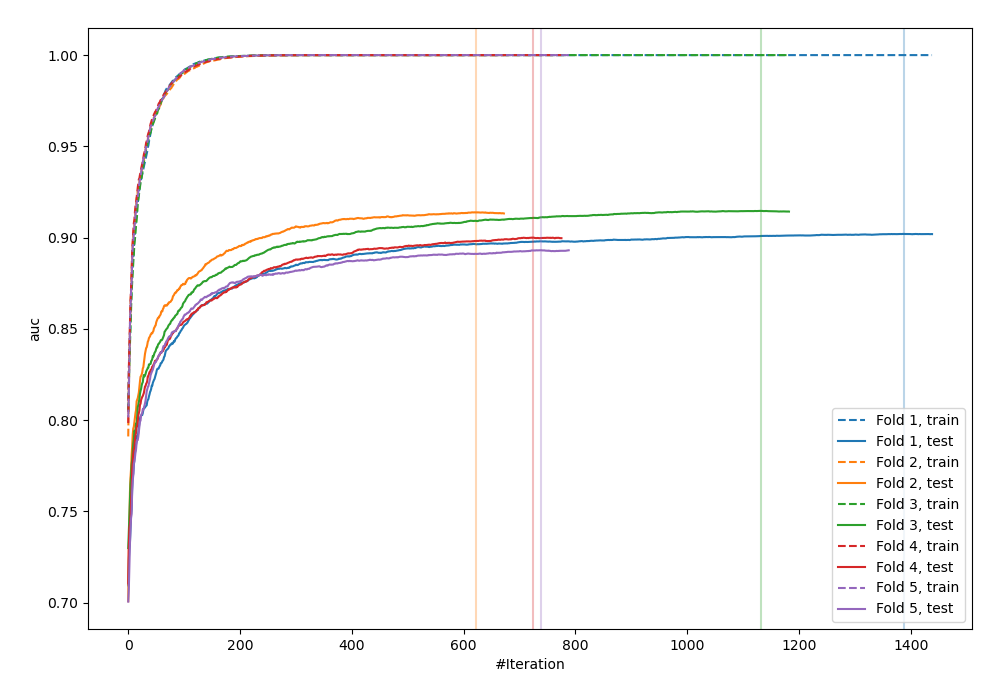 1.00
0.95
0.90
0.85
0.80
0.75
0.70
auc
0 200 400 600 800 1000 1200 1400
#Iteration
Fold 1, train
Fold 1, test
Fold 2, train
Fold 2, test
Fold 3, train
Fold 3, test
Fold 4, train
Fold 4, test
Fold 5, train
Fold 5, test